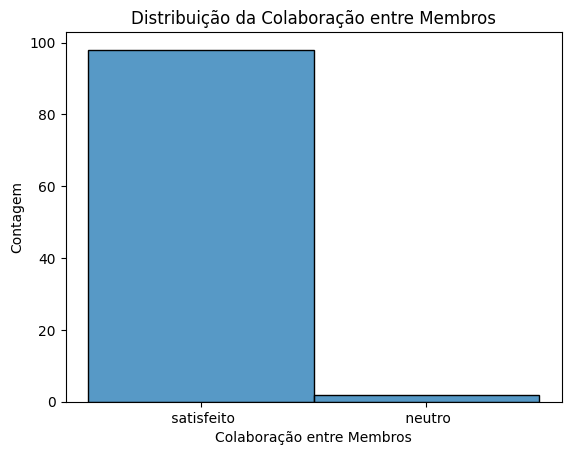 Distribuição da Colaboração entre Membros
100
80
60
40
20
0
Contagem
satisfeito
neutro
Colaboração entre Membros